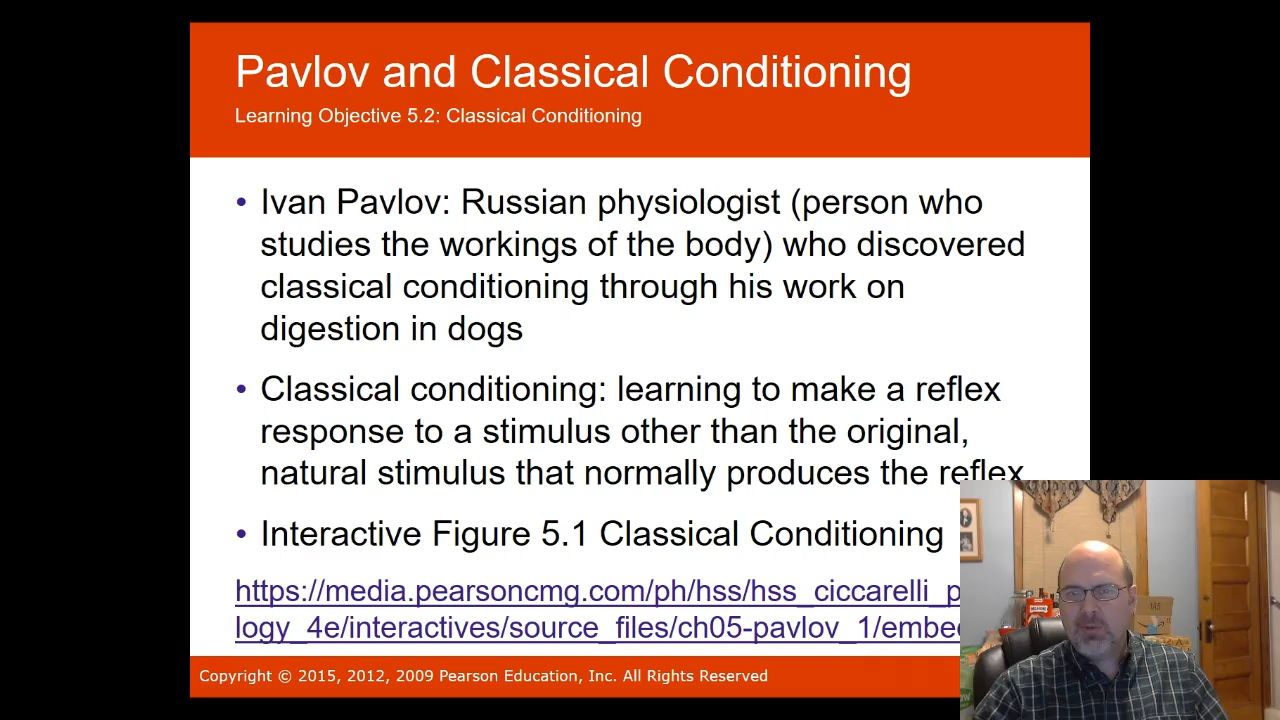 Pavlov and Classical Conditioning
Learning Objective 5.2: Classical Conditioning
• Ivan Pavlov: Russian physiologist (person who
studies the workings of the body) who discovered
classical conditioning through his work on
digestion in dogs
• Classical conditioning: learning to make a reflex
response to a stimulus other than the original,
natural stimulus that normally produces the reflex
• Interactive Figure 5.1 Classical Conditioning
https://media.pearsoncmg.com/ph/hss/hss_ciccarelli_p
logy_4e/interactives/source_files/ch05-pavlov_1/embe
Copyright © 2015, 2012, 2009 Pearson Education, Inc. All Rights Reserved